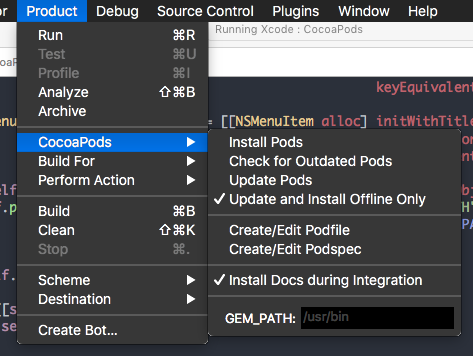 or Product Debug Source Control Plugins Window Help
Running Xcode : CocoaPods
Run ⌘R
Test ⌘U
Profile ⌘I
Analyze ⇧⌘B
Archive
keyEquivalent
= [[NSMenuItem alloc] initWithTitle
CocoaPods
Build For
Perform Action
Build ⌘B
Clean ⇧⌘K
Stop ⌘.
Scheme
Destination
Create Bot...
Install Pods
Check for Outdated Pods
Update Pods
✓ Update and Install Offline Only
Create/Edit Podfile
Create/Edit Podspec
✓ Install Docs during Integration
GEM_PATH: /usr/bin